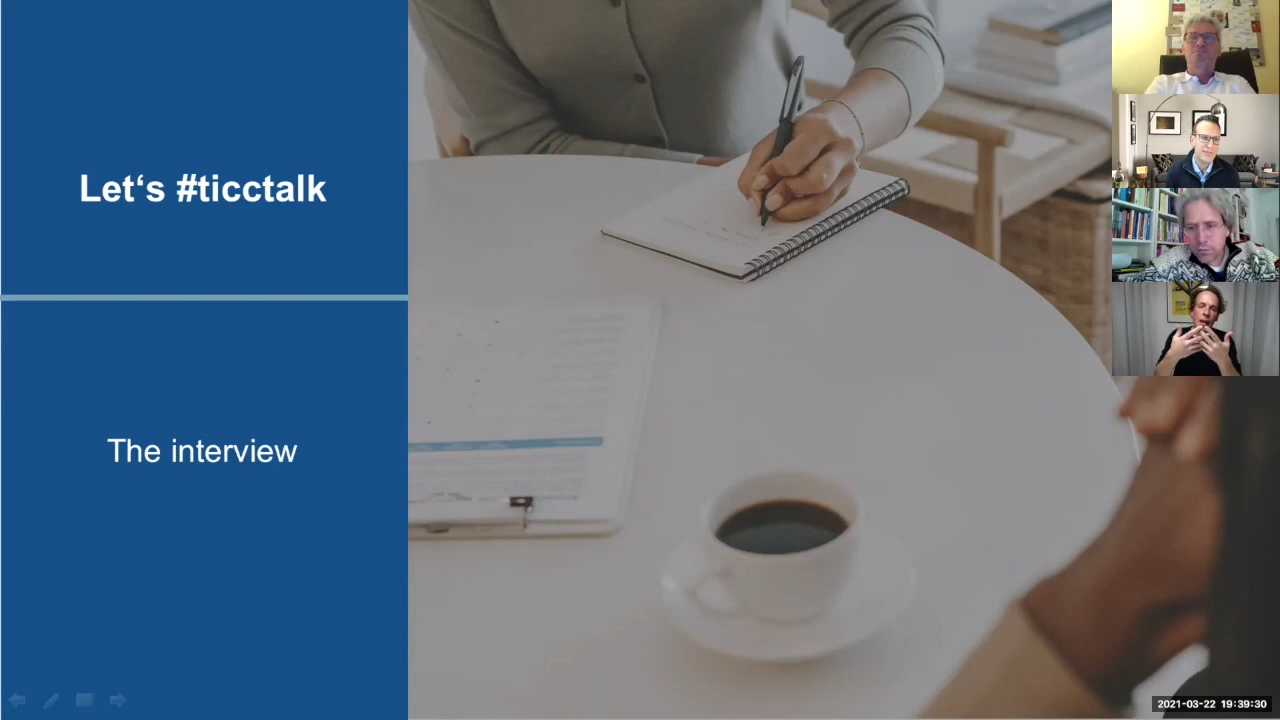 Let‘s #ticctalk
The interview
2021-03-22 19:39:30